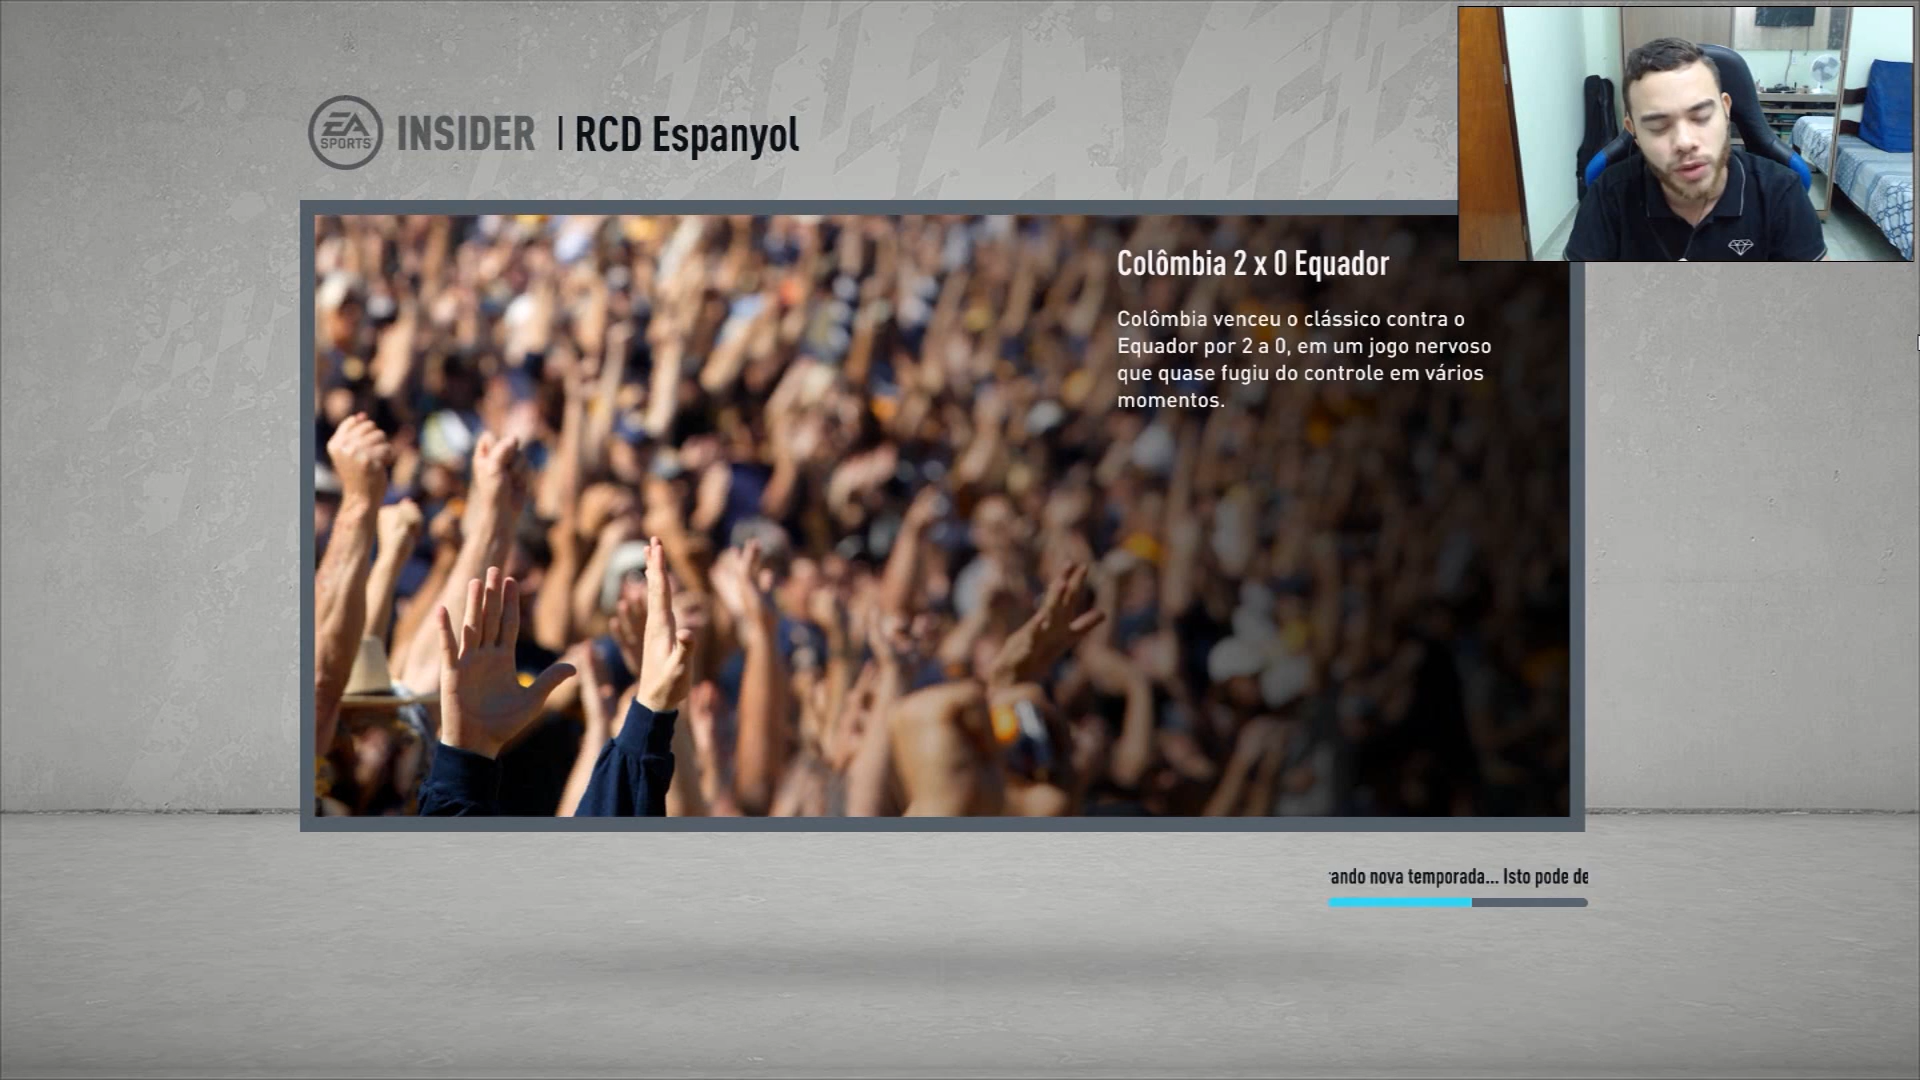 EA
SPORTS
INSIDER | RCD Espanyol
Colômbia 2 x 0 Equador
Colômbia venceu o clássico contra o
Equador por 2 a 0, em um jogo nervoso
que quase fugiu do controle em vários
momentos.
ando nova temporada... Isto pode de